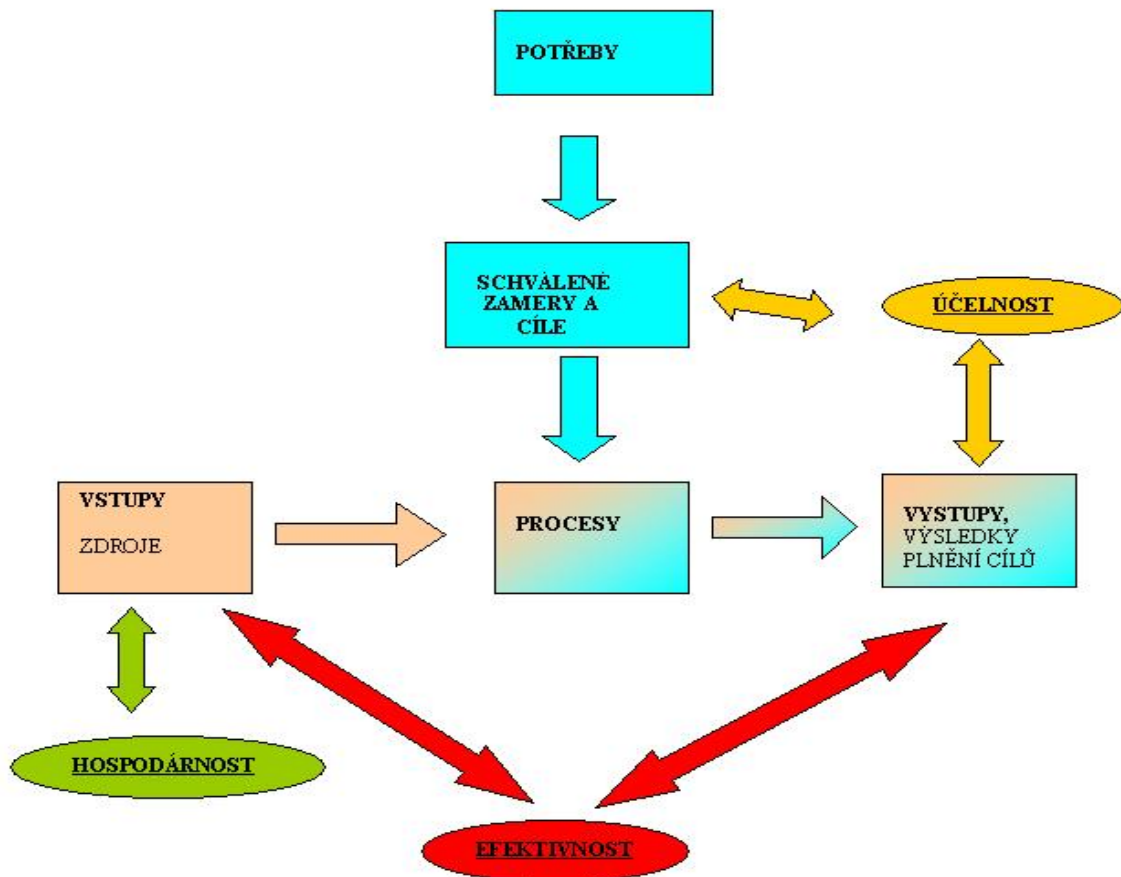 POTŘEBY
SCHVÁLENÉ
ZAMERY A
CÍLE
ÚČELNOST
VSTUPY
ZDROJE
PROCESY
VYSTUPY,
VÝSLEDKY
PLNĚNÍ CÍLŮ
HOSPODÁRNOST
EFEKTIVNOST